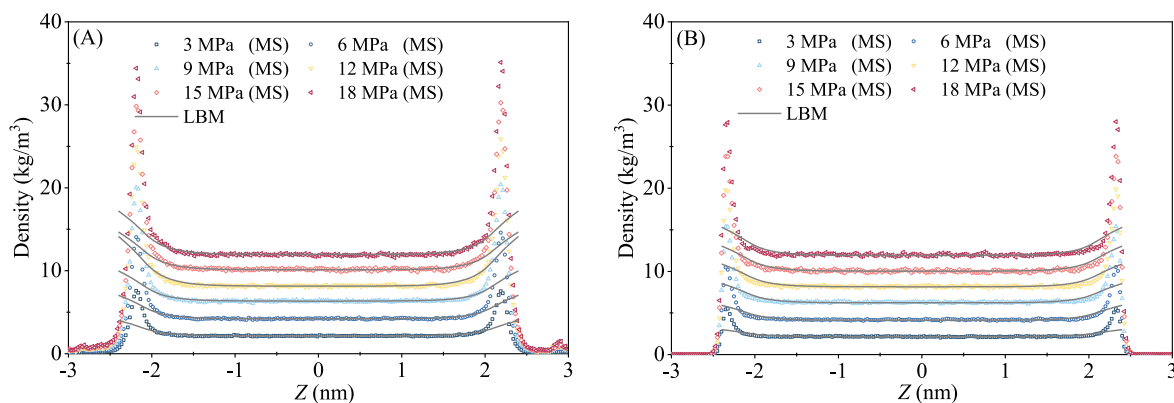 (A)
3 MPa (MS) 6 MPa (MS)
9 MPa (MS) 12 MPa (MS)
15 MPa (MS) 18 MPa (MS)
LBM
Density (kg/m³)
40
30
20
10
0
-3 -2 -1 0 1 2 3
Z (nm)
(B)
3 MPa (MS) 6 MPa (MS)
9 MPa (MS) 12 MPa (MS)
15 MPa (MS) 18 MPa (MS)
LBM
Density (kg/m³)
40
30
20
10
0
-3 -2 -1 0 1 2 3
Z (nm)